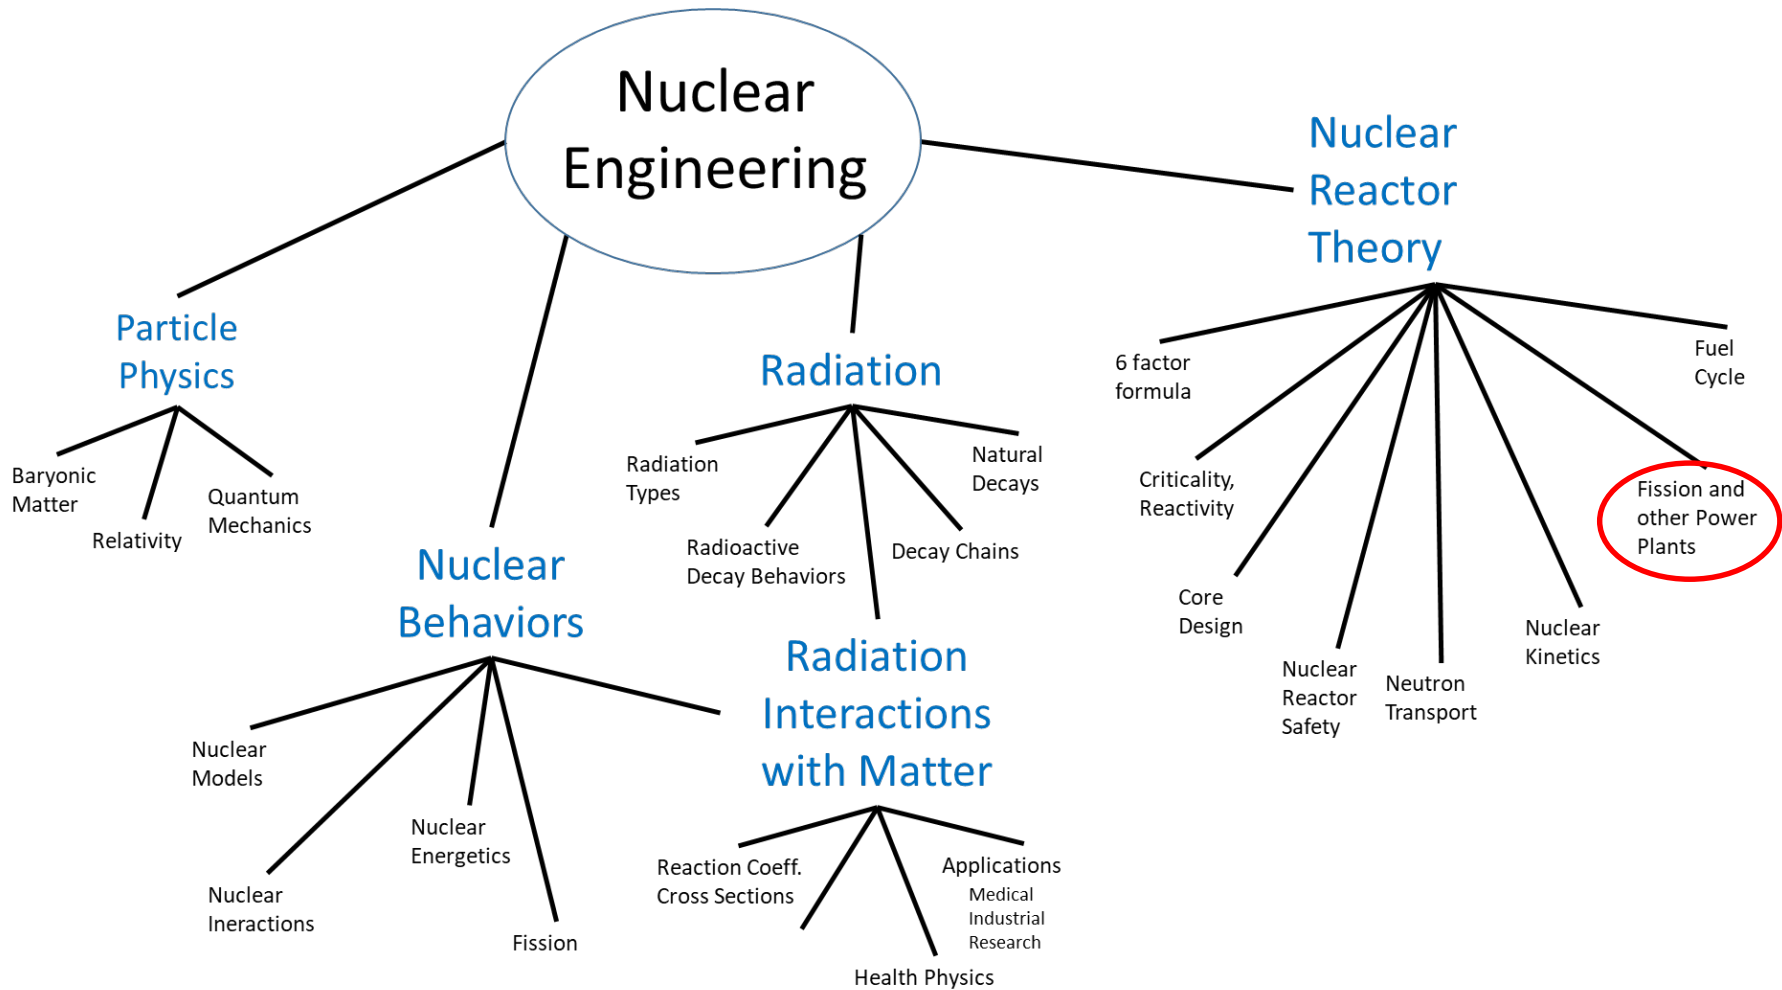 Nuclear
Engineering
Nuclear
Reactor
Theory
Particle
Physics
Baryonic
Matter
Relativity
Quantum
Mechanics
Nuclear
Behaviors
Nuclear
Models
Nuclear
Ineractions
Nuclear
Energetics
Fission
Radiation
Radiation
Types
Radioactive
Decay Behaviors
Decay Chains
Natural
Decays
Radiation
Interactions
with Matter
Reaction Coeff.
Cross Sections
Health Physics
Applications
Medical
Industrial
Research
6 factor
formula
Criticality,
Reactivity
Core
Design
Nuclear
Reactor
Safety
Neutron
Transport
Nuclear
Kinetics
Fission and
other Power
Plants
Fuel
Cycle